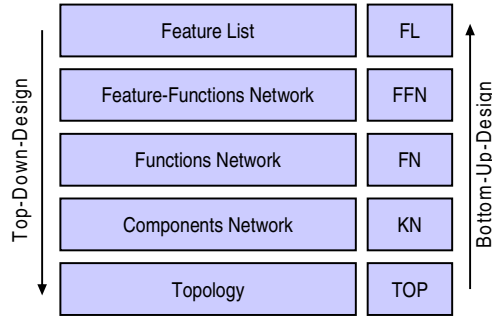 Feature List
FL
Feature-Functions Network
FFN
Functions Network
FN
Components Network
KN
Topology
TOP
Top-Down-Design
Bottom-Up-Design